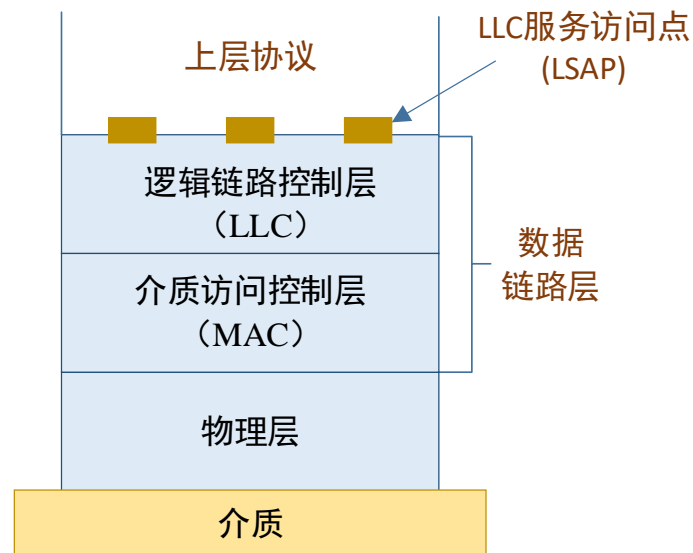 LLC服务访问点
(LSAP)
上层协议
逻辑链路控制层
（LLC）
数据
链路层
介质访问控制层
（MAC）
物理层
介质